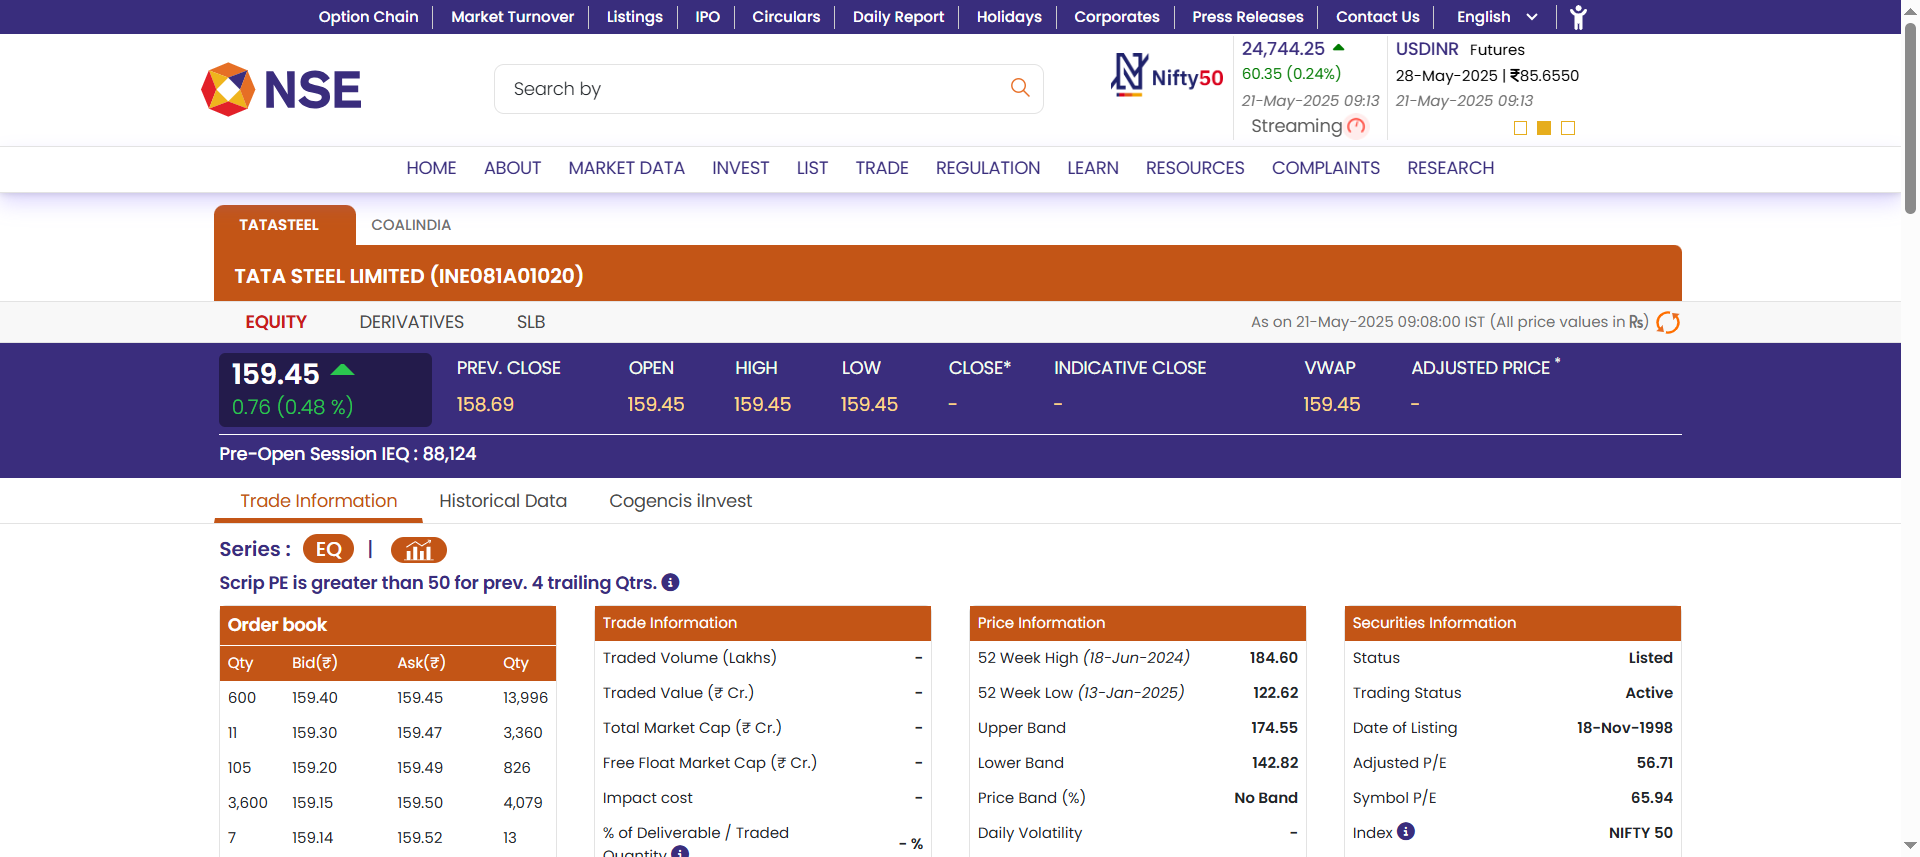 Option Chain Market Turnover Listings IPO Circulars Daily Report Holidays Corporates Press Releases Contact Us English
NSE
Search by
Nifty50
24,744.25
60.35 (0.24%)
21-May-2025 09:13
Streaming
USDINR Futures
28-May-2025 | ₹85.6550
21-May-2025 09:13
HOME ABOUT MARKET DATA INVEST LIST TRADE REGULATION LEARN RESOURCES COMPLAINTS RESEARCH
TATASTEEL COALINDIA
TATA STEEL LIMITED (INE081A01020)
EQUITY DERIVATIVES SLB As on 21-May-2025 09:08:00 IST (All price values in ₨)
159.45
0.76 (0.48 %)
PREV. CLOSE OPEN HIGH LOW CLOSE* INDICATIVE CLOSE VWAP ADJUSTED PRICE *
158.69 159.45 159.45 159.45 - - 159.45 -
Pre-Open Session IEQ : 88,124
Trade Information Historical Data Cogencis iInvest
Series : EQ |
Scrip PE is greater than 50 for prev. 4 trailing Qtrs.
Order book
Qty Bid(₹) Ask(₹) Qty
600 159.40 159.45 13,996
11 159.30 159.47 3,360
105 159.20 159.49 826
3,600 159.15 159.50 4,079
7 159.14 159.52 13
Trade Information
Traded Volume (Lakhs) -
Traded Value (₹ Cr.) -
Total Market Cap (₹ Cr.) -
Free Float Market Cap (₹ Cr.) -
Impact cost -
% of Deliverable / Traded
Quantity - %
Price Information
52 Week High (18-Jun-2024) 184.60
52 Week Low (13-Jan-2025) 122.62
Upper Band 174.55
Lower Band 142.82
Price Band (%) No Band
Daily Volatility -
Securities Information
Status Listed
Trading Status Active
Date of Listing 18-Nov-1998
Adjusted P/E 56.71
Symbol P/E 65.94
Index NIFTY 50